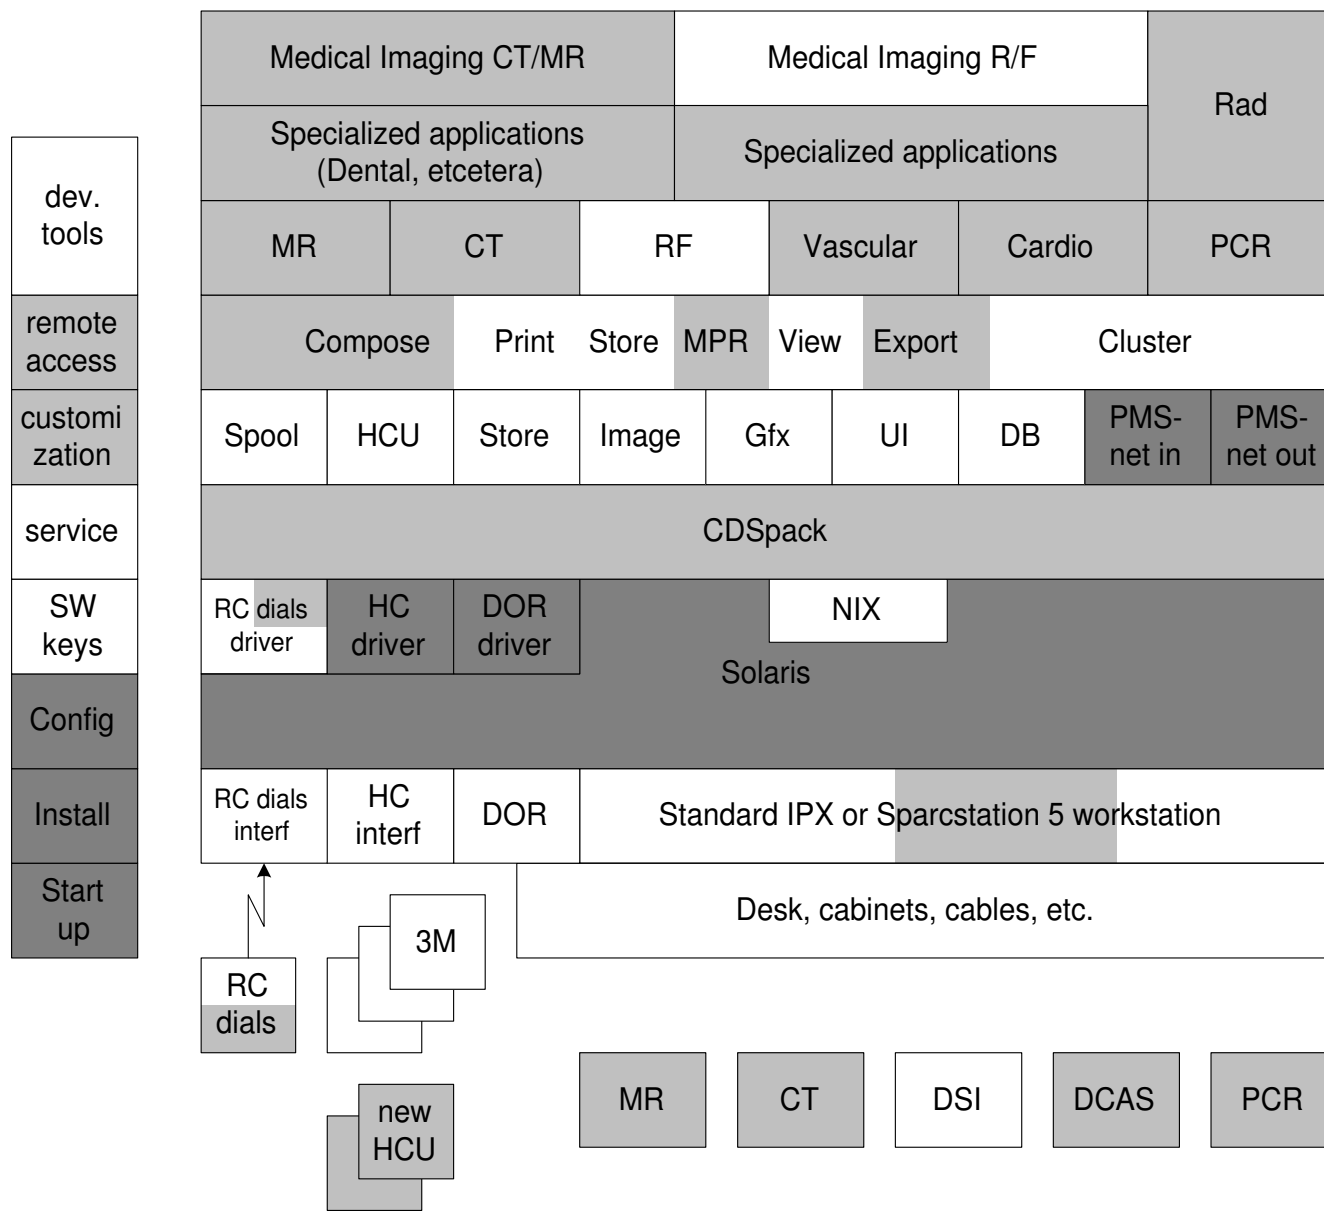 Medical Imaging CT/MR
Medical Imaging R/F
Rad
Specialized applications
(Dental, etcetera)
Specialized applications
dev.
tools
MR
CT
RF
Vascular
Cardio
PCR
remote
access
Compose
Print
Store
MPR
View
Export
Cluster
customi
zation
Spool
HCU
Store
Image
Gfx
UI
DB
PMS-
net in
PMS-
net out
service
CDSpack
SW
keys
RC dials
driver
HC
driver
DOR
driver
NIX
Solaris
Config
Install
RC dials
interf
HC
interf
DOR
Standard IPX or Sparcstation 5 workstation
Start
up
3M
Desk, cabinets, cables, etc.
RC
dials
new
HCU
MR
CT
DSI
DCAS
PCR